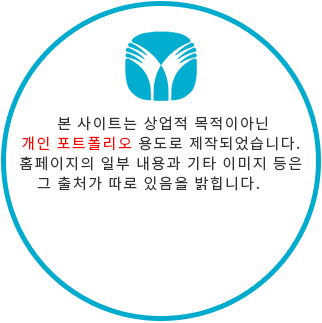 본 사이트는 상업적 목적이아닌
개인 포트폴리오 용도로 제작되었습니다.
홈페이지의 일부 내용과 기타 이미지 등은
그 출처가 따로 있음을 밝힙니다.